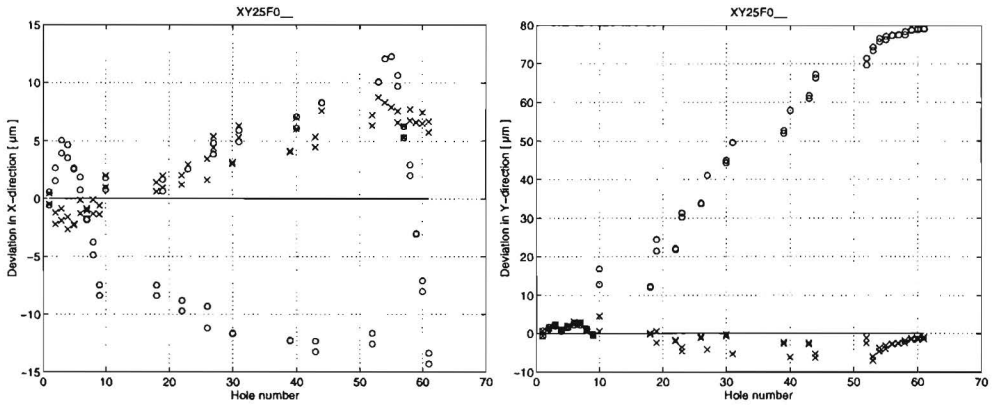 XY25F0__
15
10
5
0
−5
−10
−15
Deviation in X−direction [ μm]
0 10 20 30 40 50 60 70
Hole number
XY25F0__
80
70
60
50
40
30
20
10
0
10
Deviation in Y−direction [ μm]
0 10 20 30 40 50 60 70
Hole number